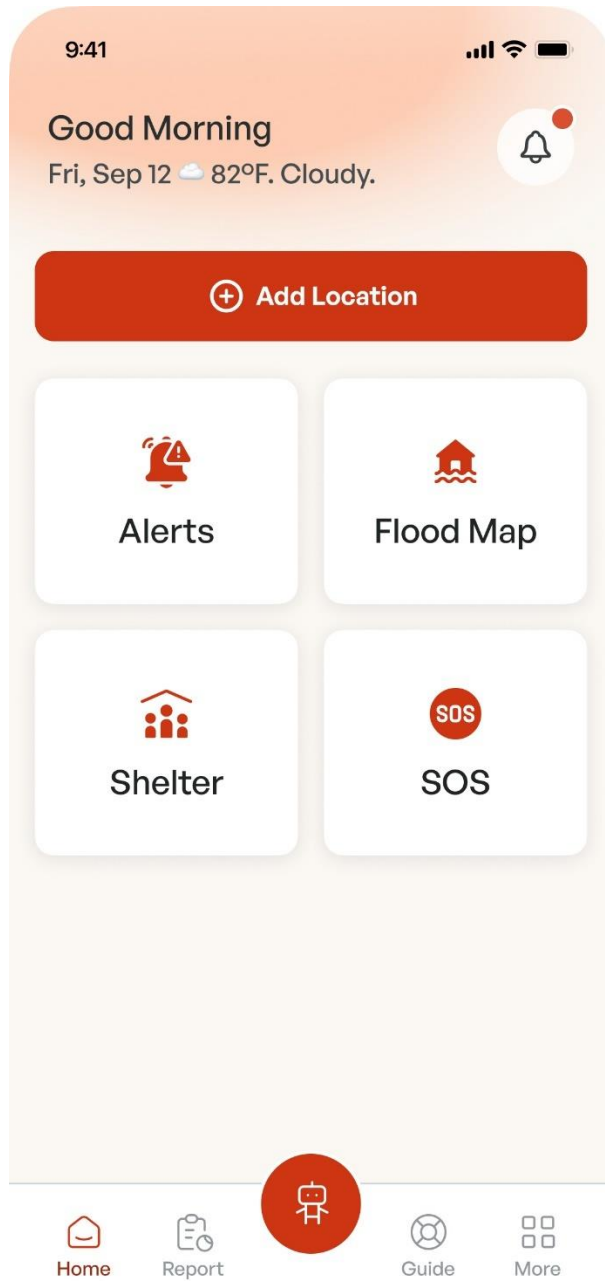 9:41
Good Morning
Fri, Sep 12 ☁️ 82ºF. Cloudy.
Add Location
Alerts
Flood Map
SOS
Shelter
SOS
Home
Report
Guide
More